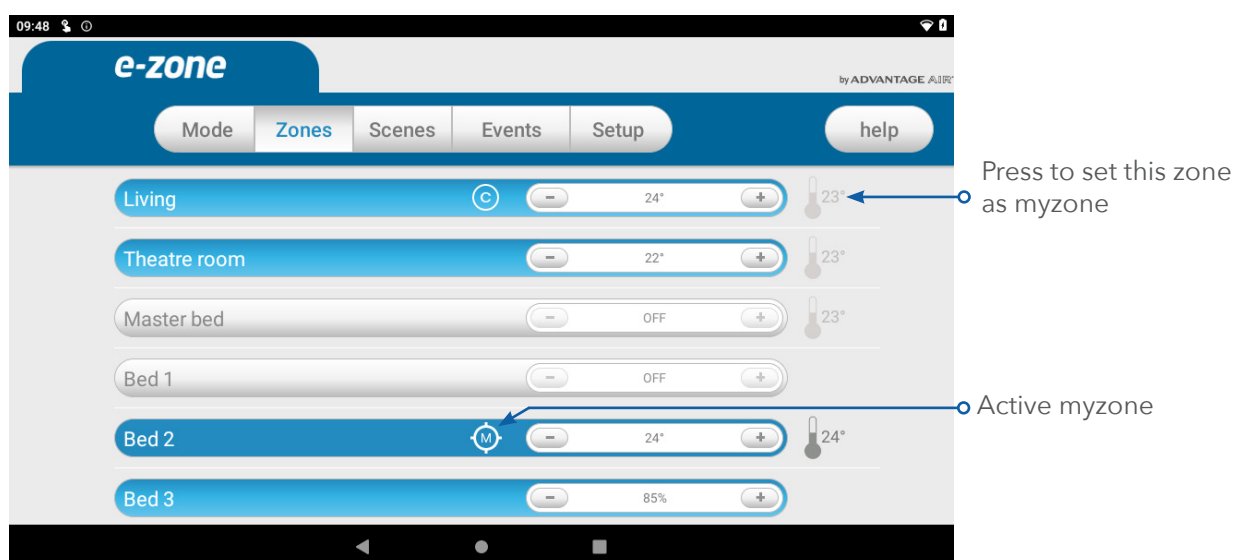 09:48
e-zone
by ADVANTAGE AIR
Mode Zones Scenes Events Setup help
Living C - 24° + 23°
Press to set this zone
as myzone
Theatre room - 22° + 23°
Master bed - OFF + 23°
Bed 1 - OFF +
Active myzone
Bed 2 M - 24° + 24°
Bed 3 - 85% +